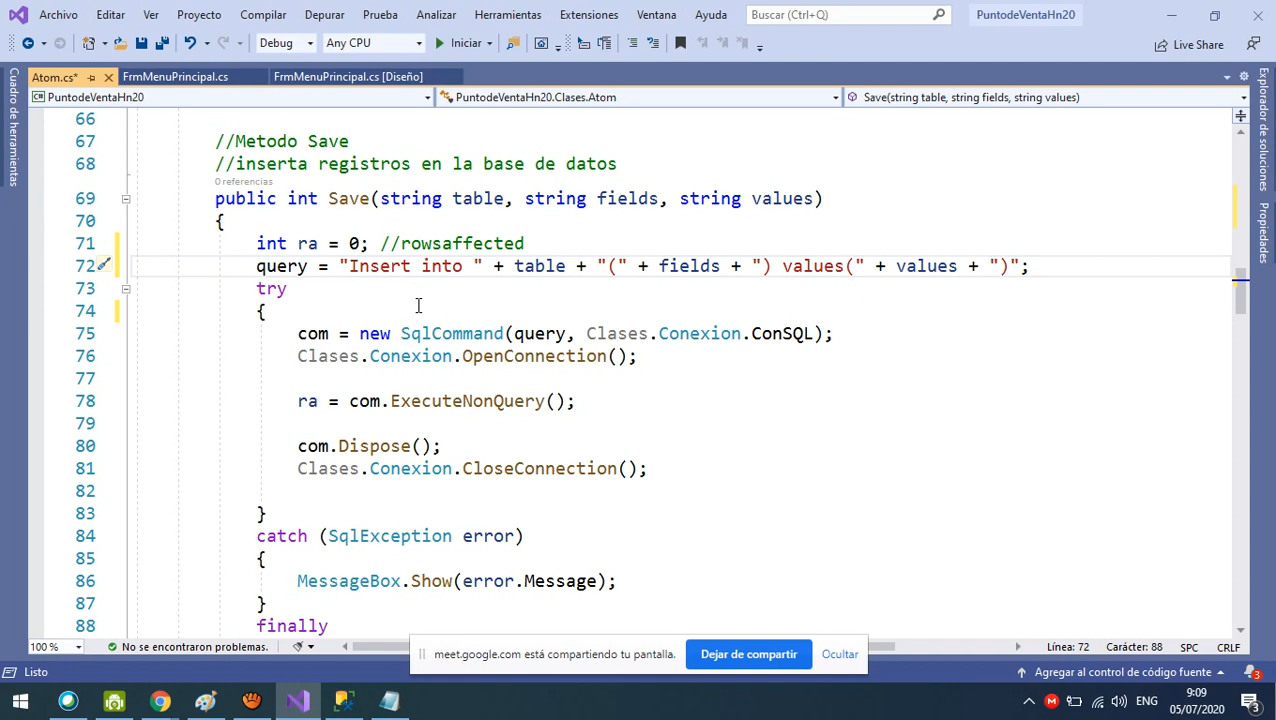 Archivo Editar Ver Proyecto Compilar Depurar Prueba Analizar Herramientas Extensiones Ventana Ayuda Buscar (Ctrl+Q) PuntodeVentaHn20
Debug Any CPU Iniciar Live Share
Atom.cs* FrmMenuPrincipal.cs FrmMenuPrincipal.cs [Diseño]
PuntodeVentaHn20 PuntodeVentaHn20.Clases.Atom Save(string table, string fields, string values)
Cuadro de herramientas
Explorador de soluciones
Propiedades
66
67 //Metodo Save
68 //inserta registros en la base de datos
0 referencias
69 public int Save(string table, string fields, string values)
70 {
71 int ra = 0; //rowsaffected
72 query = "Insert into " + table + "(" + fields + ") values(" + values + ")";
73 try
74 {
75 com = new SqlCommand(query, Clases.Conexion.ConSQL);
76 Clases.Conexion.OpenConnection();
77
78 ra = com.ExecuteNonQuery();
79
80 com.Dispose();
81 Clases.Conexion.CloseConnection();
82
83 }
84 catch (SqlException error)
85 {
86 MessageBox.Show(error.Message);
87 }
88 finally
100 % No se encontraron problemas. Línea: 72 Carácter: 88 SPC CRLF
meet.google.com está compartiendo tu pantalla. Dejar de compartir Ocultar
Listo Agregar al control de código fuente 3
ENG 9:09
05/07/2020 3